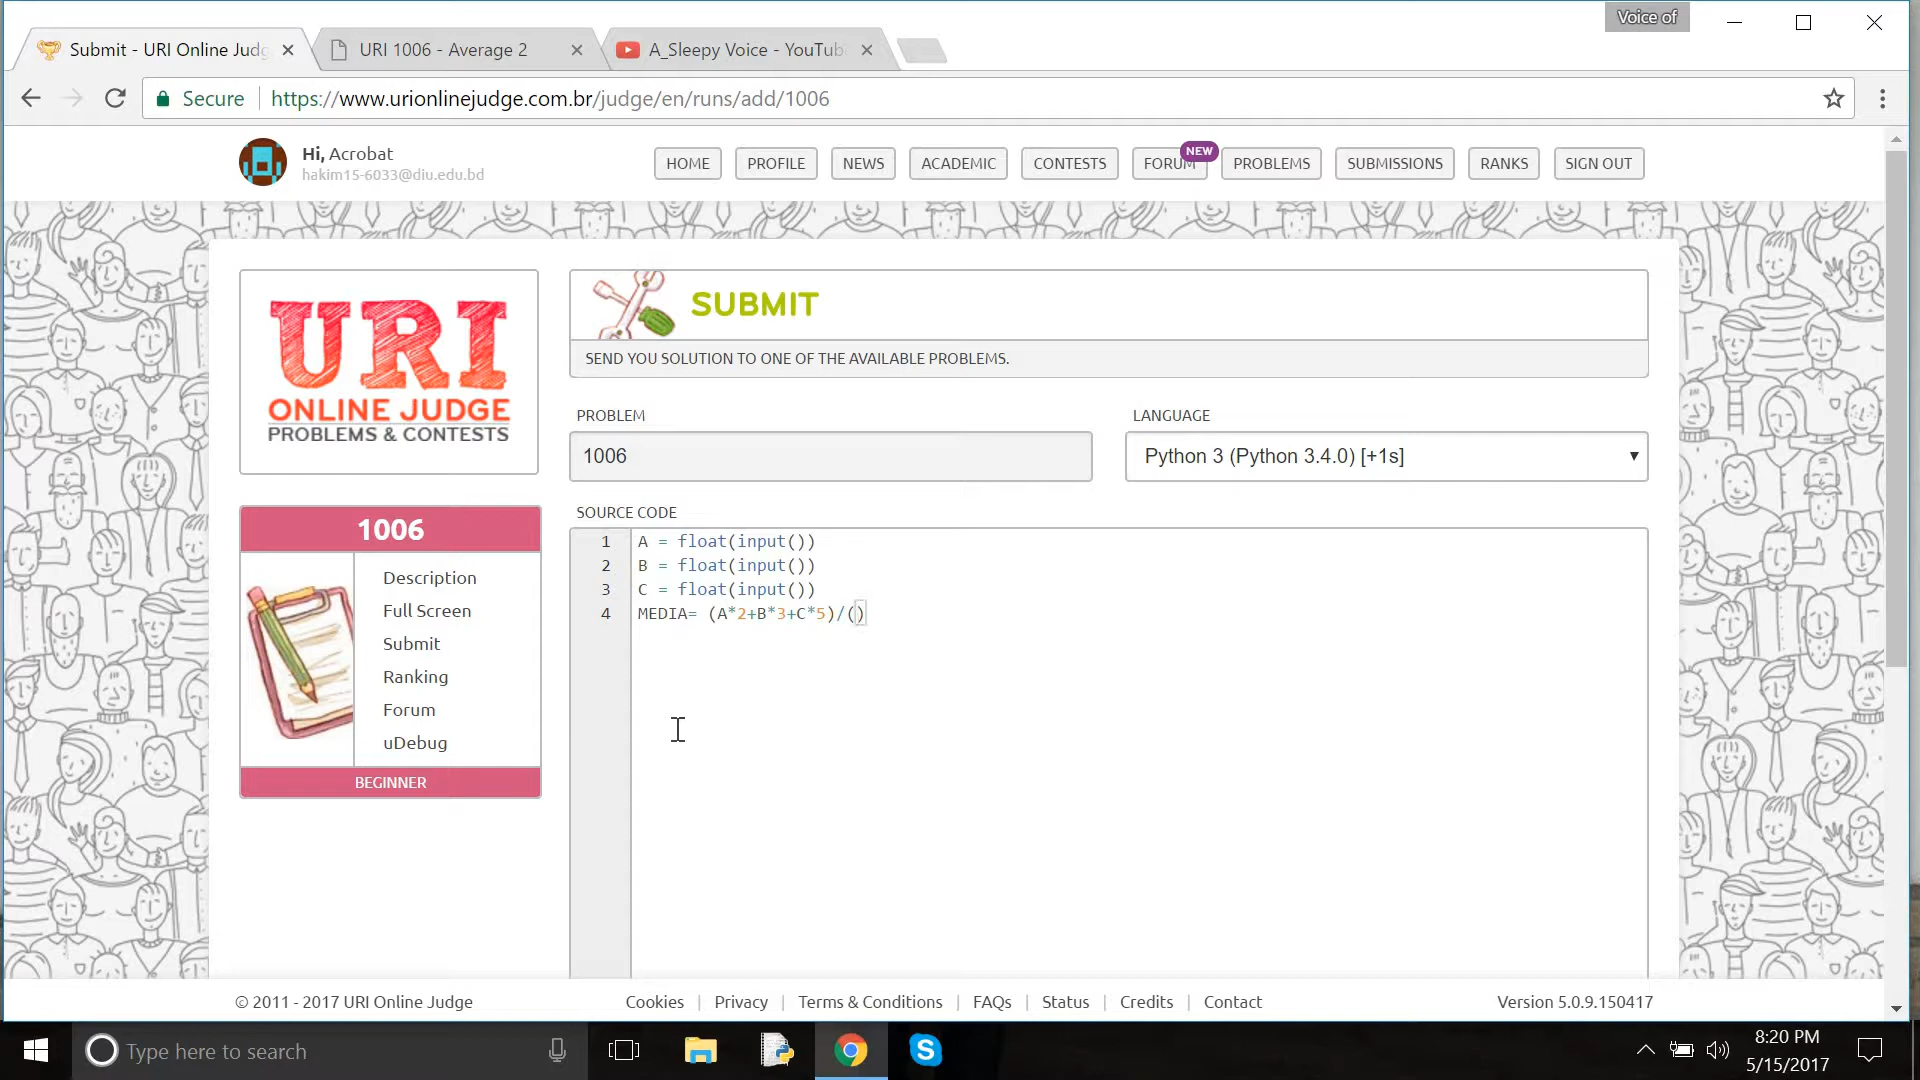 Voice of
Submit - URI Online Judg
URI 1006 - Average 2
A_Sleepy Voice - YouTub
Secure
https://www.urionlinejudge.com.br/judge/en/runs/add/1006
Hi, Acrobat
hakim15-6033@diu.edu.bd
HOME
PROFILE
NEWS
ACADEMIC
CONTESTS
FORUM
NEW
PROBLEMS
SUBMISSIONS
RANKS
SIGN OUT
URI
ONLINE JUDGE
PROBLEMS & CONTESTS
SUBMIT
SEND YOU SOLUTION TO ONE OF THE AVAILABLE PROBLEMS.
PROBLEM
LANGUAGE
1006
Python 3 (Python 3.4.0) [+1s]
1006
Description
Full Screen
Submit
Ranking
Forum
uDebug
BEGINNER
SOURCE CODE
1 A = float(input())
2 B = float(input())
3 C = float(input())
4 MEDIA= (A*2+B*3+C*5)/()
© 2011 - 2017 URI Online Judge
Cookies | Privacy | Terms & Conditions | FAQs | Status | Credits | Contact
Version 5.0.9.150417
Type here to search
8:20 PM
5/15/2017